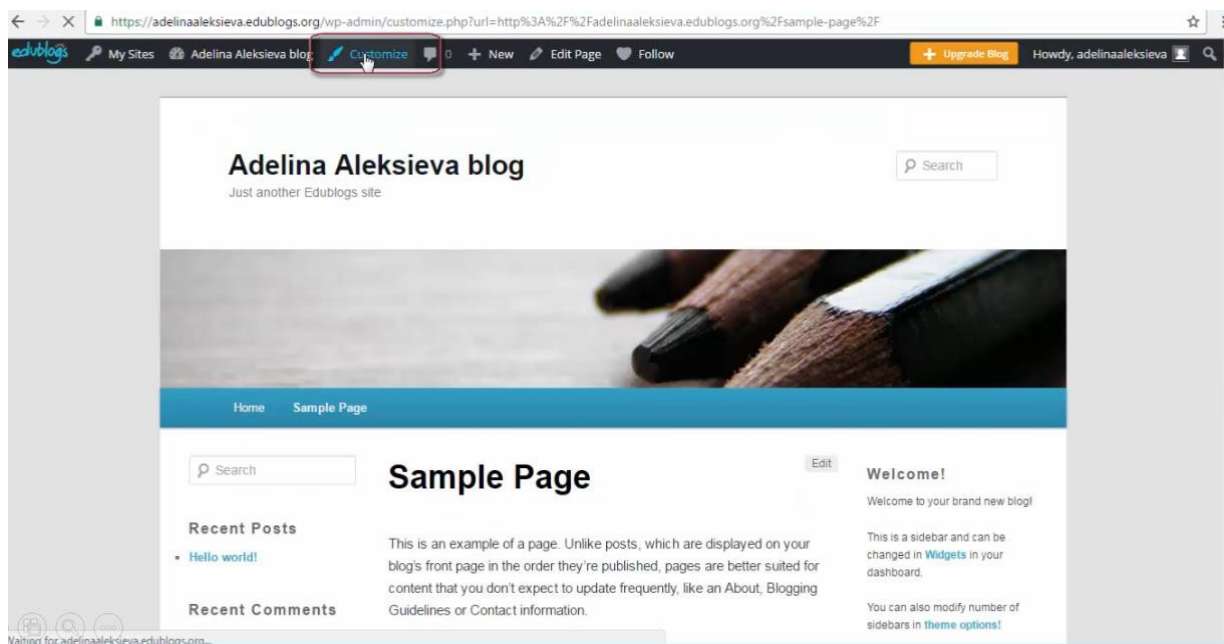 https://adelinaaleksieva.edublogs.org/wp-admin/customize.php?url=http%3A%2F%2Fadelinaaleksieva.edublogs.org%2Fsample-page%2F
edublogs My Sites Adelina Aleksieva blog Customize 0 + New Edit Page Follow + Upgrade Blog Howdy, adelinaaleksieva
Adelina Aleksieva blog
Just another Edublogs site
Search
Home Sample Page
Search
Recent Posts
Hello world!
Recent Comments
Sample Page
Edit
This is an example of a page. Unlike posts, which are displayed on your
blog's front page in the order they're published, pages are better suited for
content that you don't expect to update frequently, like an About, Blogging
Guidelines or Contact information.
Welcome!
Welcome to your brand new blog!
This is a sidebar and can be
changed in Widgets in your
dashboard.
You can also modify number of
sidebars in theme options!
Waiting for adelinaaleksieva.edublogs.org...